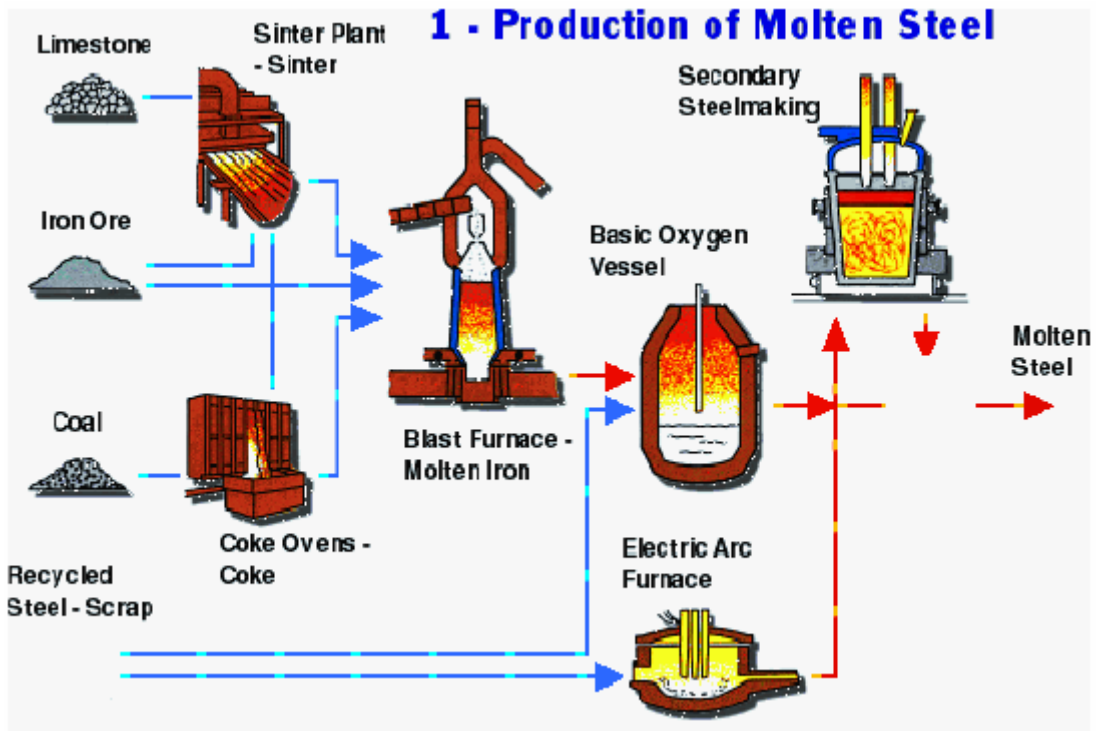 1 - Production of Molten Steel
Limestone
Sinter Plant
- Sinter
Secondary
Steelmaking
Iron Ore
Basic Oxygen
Vessel
Molten
Steel
Coal
Blast Furnace -
Molten Iron
Coke Ovens -
Coke
Electric Arc
Furnace
Recycled
Steel - Scrap